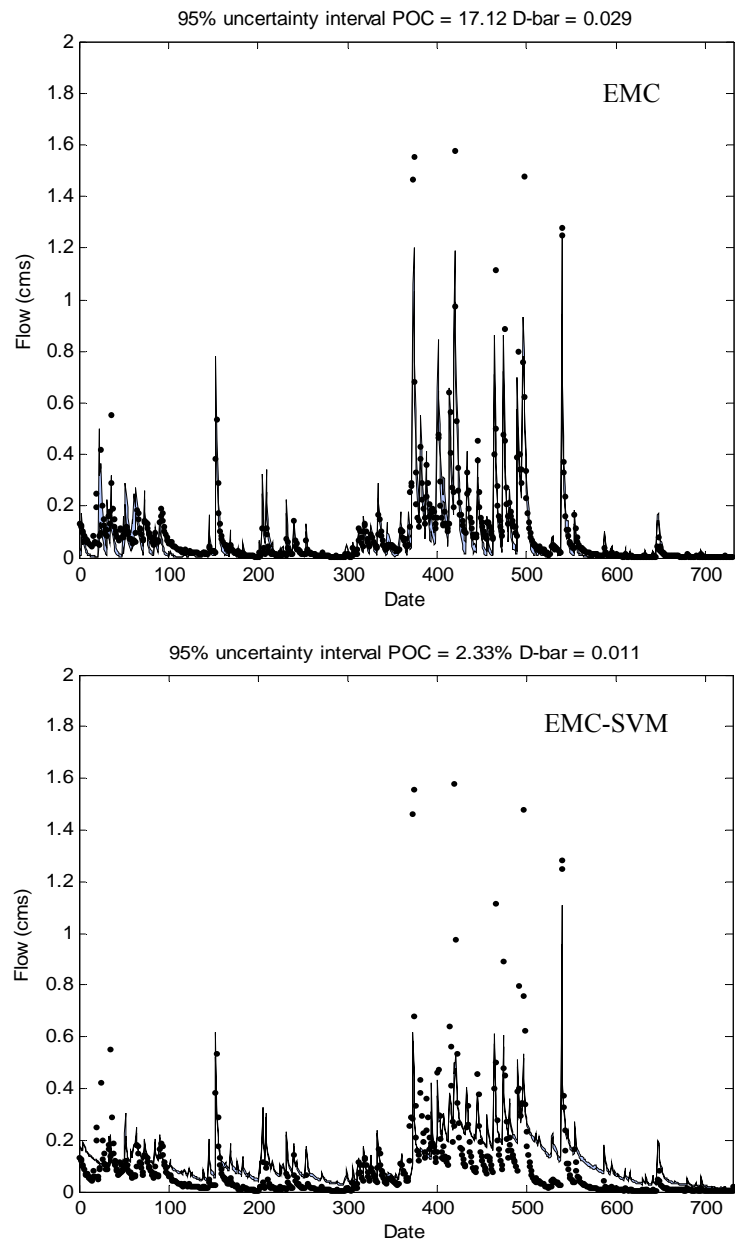 95% uncertainty interval POC = 17.12 D-bar = 0.029
2
1.8
1.6
1.4
1.2
1
0.8
0.6
0.4
0.2
0
Flow (cms)
EMC
0 100 200 300 400 500 600 700
Date
95% uncertainty interval POC = 2.33% D-bar = 0.011
2
1.8
1.6
1.4
1.2
1
0.8
0.6
0.4
0.2
0
Flow (cms)
EMC-SVM
0 100 200 300 400 500 600 700
Date